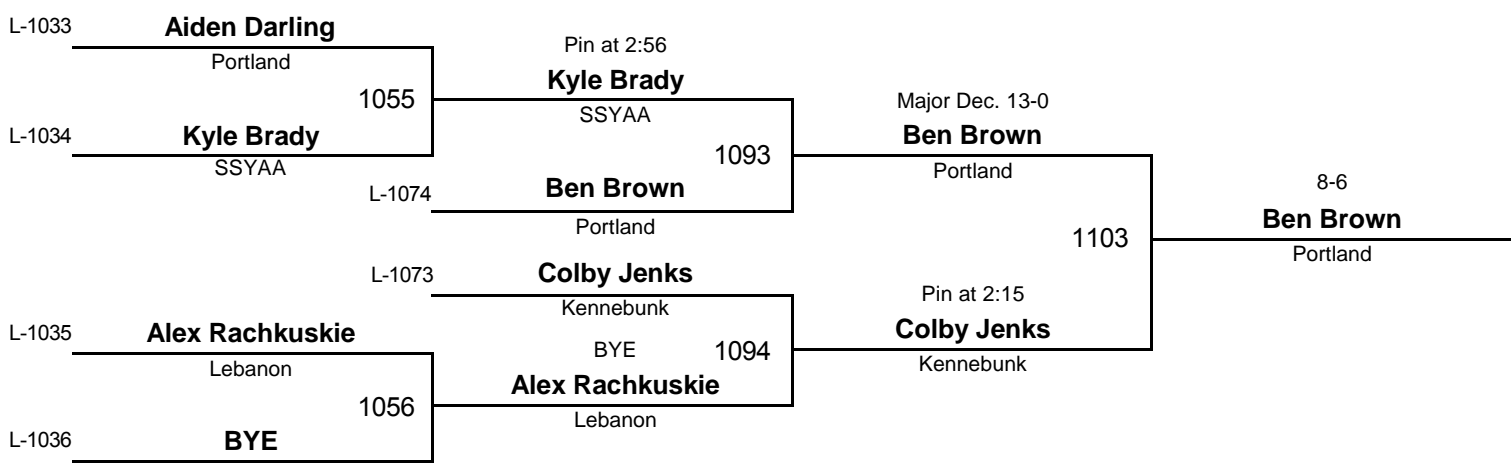 L-1033
Aiden Darling
Portland
Pin at 2:56
1055
Kyle Brady
SSYAA
Major Dec. 13-0
L-1034
Kyle Brady
SSYAA
1093
Ben Brown
Portland
L-1074
Ben Brown
Portland
8-6
1103
Ben Brown
Portland
L-1073
Colby Jenks
Kennebunk
Pin at 2:15
L-1035
Alex Rachkuskie
Lebanon
BYE
1094
Colby Jenks
Kennebunk
1056
Alex Rachkuskie
Lebanon
L-1036
BYE